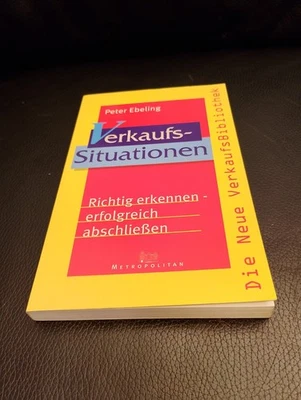 Peter Ebeling
Verkaufs-
Situationen
Richtig erkennen -
erfolgreich
abschließen
METROPOLITAN
Die Neue VerkaufsBibliothek